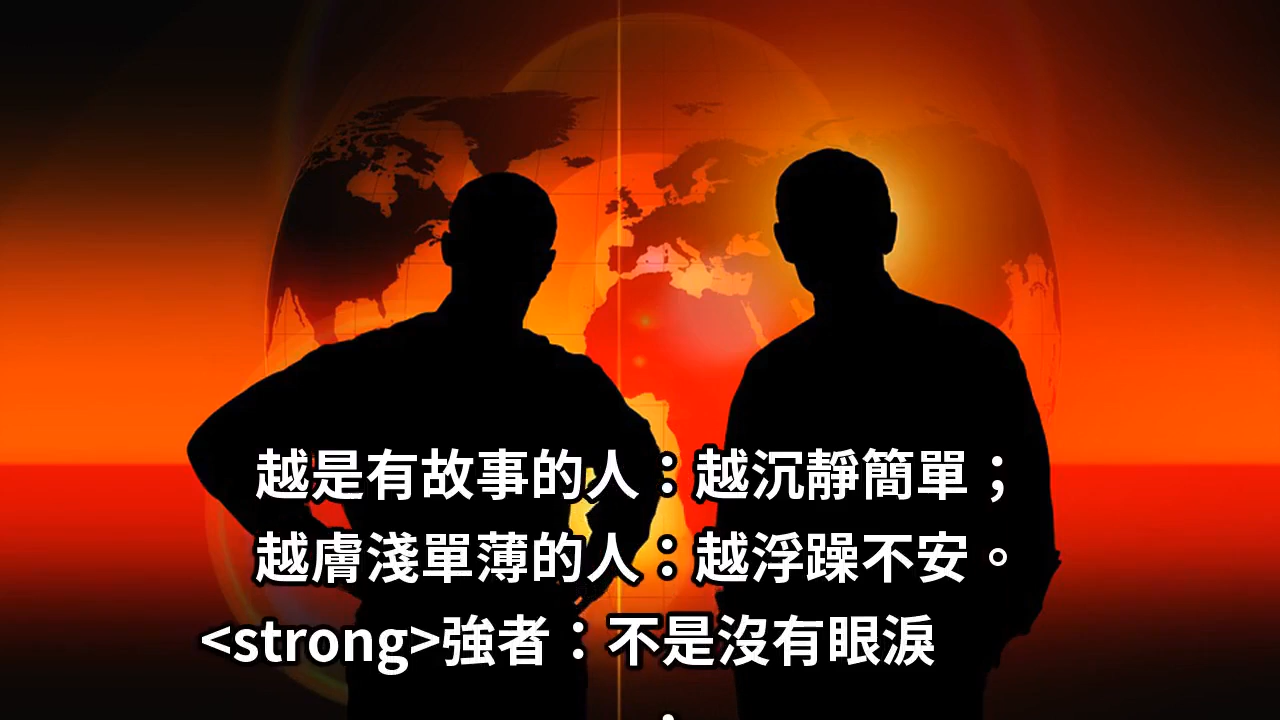 越是有故事的人：越沉靜簡單；
越膚淺單薄的人：越浮躁不安。
<strong>強者：不是沒有眼淚